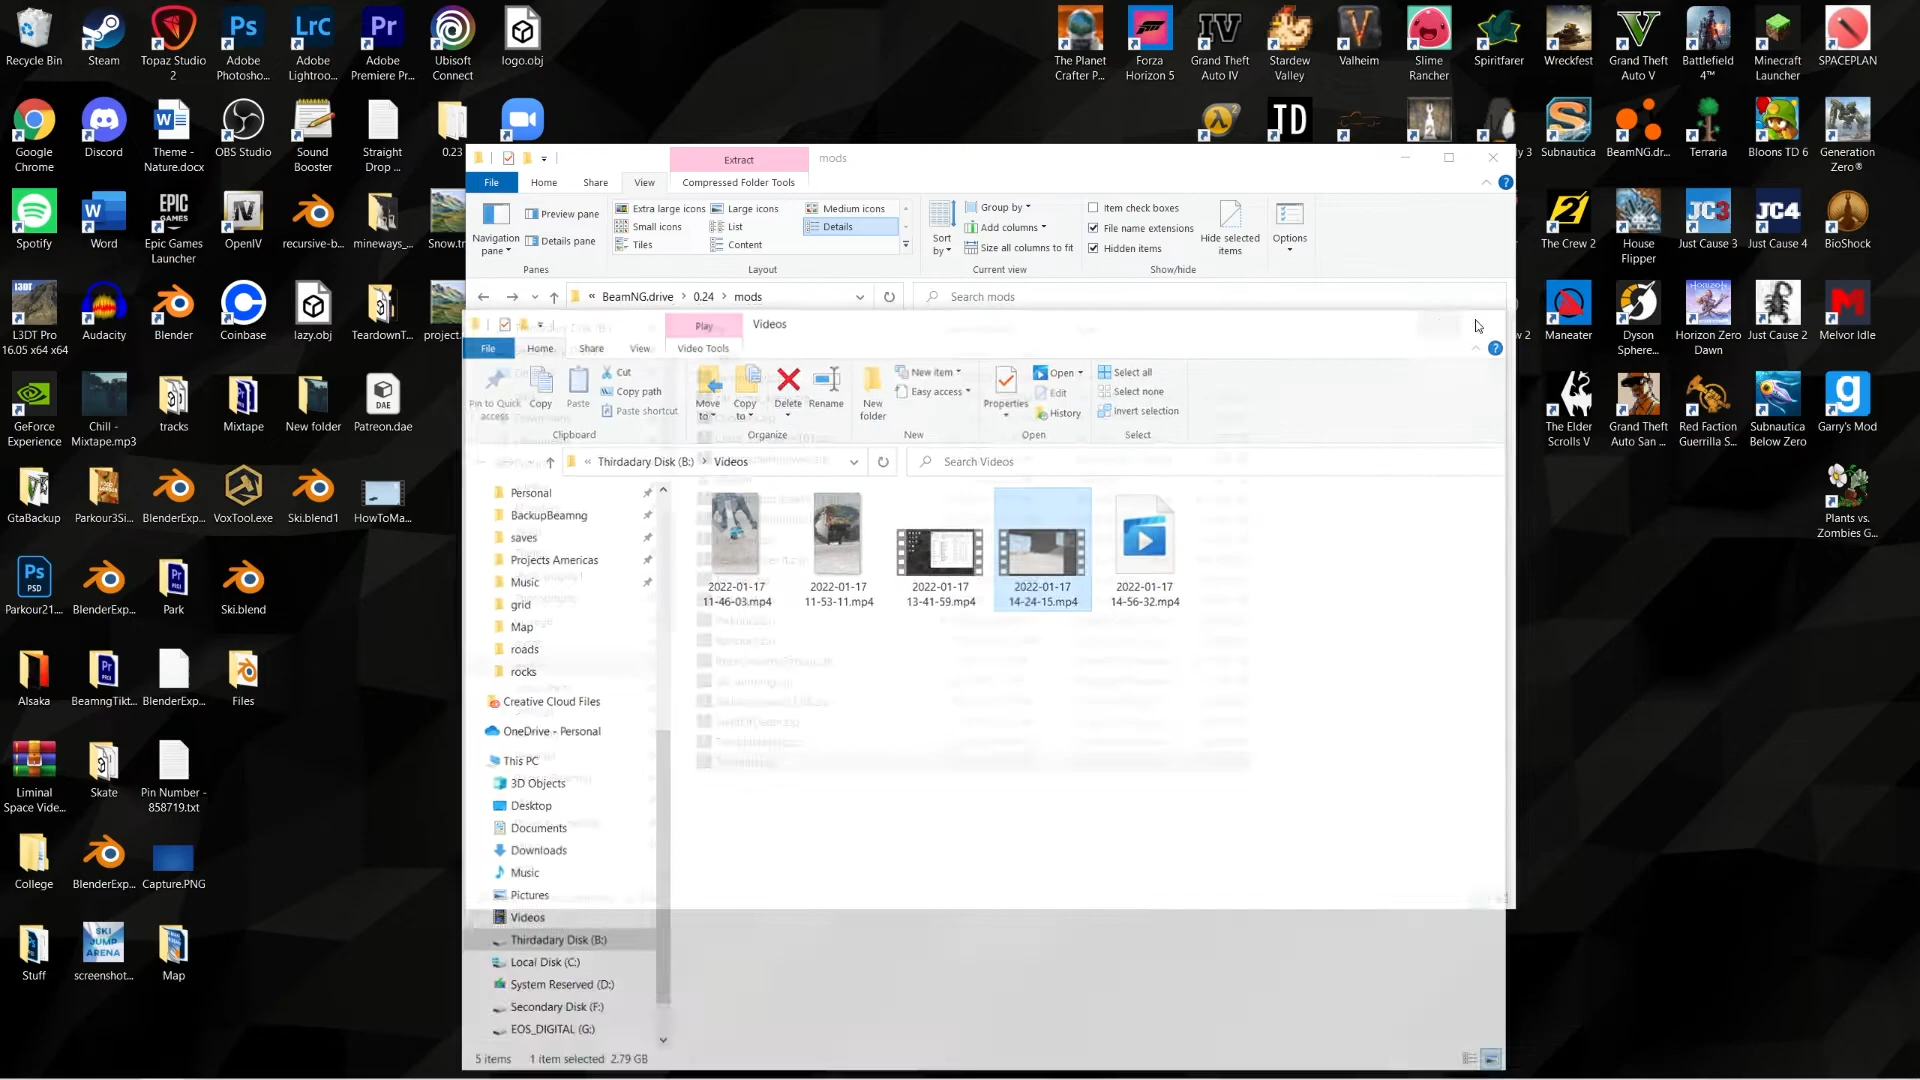 Recycle Bin
Steam
Topaz Studio 2
Adobe Photosho...
Adobe Lightroo...
Adobe Premiere Pr...
Ubisoft Connect
logo.obj
The Planet Crafter P...
Forza Horizon 5
Grand Theft Auto IV
Stardew Valley
Valheim
Slime Rancher
Spiritfarer
Wreckfest
Grand Theft Auto V
Battlefield 4™
Minecraft Launcher
SPACEPLAN
Google Chrome
Discord
Theme - Nature.docx
OBS Studio
Sound Booster
Straight Drop ...
0.23
Subnautica
BeamNG.dr...
Terraria
Bloons TD 6
Generation Zero®
Spotify
Word
Epic Games Launcher
OpenIV
recursive-b...
mineways_...
Snow.tr
The Crew 2
House Flipper
Just Cause 3
Just Cause 4
BioShock
L3DT Pro 16.05 x64 x64
Audacity
Blender
Coinbase
lazy.obj
TeardownT...
project.
Maneater
Dyson Sphere...
Horizon Zero Dawn
Just Cause 2
Melvor Idle
GeForce Experience
Chill - Mixtape.mp3
tracks
Mixtape
New folder
Patreon.dae
The Elder Scrolls V
Grand Theft Auto San ...
Red Faction Guerrilla S...
Subnautica Below Zero
Garry's Mod
GtaBackup
Parkour3Si...
BlenderExp...
VoxTool.exe
Ski.blend1
HowToMa...
Plants vs. Zombies G...
Parkour21....
BlenderExp...
Park
Ski.blend
Alsaka
BeamngTikt...
BlenderExp...
Files
Liminal Space Vide...
Skate
Pin Number - 858719.txt
College
BlenderExp...
Capture.PNG
Stuff
screenshot...
Map
Extract
mods
File
Home
Share
View
Compressed Folder Tools
Navigation pane
Preview pane
Details pane
Extra large icons
Large icons
Medium icons
Small icons
List
Details
Tiles
Content
Sort by
Group by
Add columns
Size all columns to fit
Item check boxes
File name extensions
Hidden items
Hide selected items
Options
Panes
Layout
Current view
Show/hide
« BeamNG.drive > 0.24 > mods
Search mods
Play
Videos
File
Home
Share
View
Video Tools
Pin to Quick access
Copy
Paste
Cut
Copy path
Paste shortcut
Move to
Copy to
Delete
Rename
New folder
New item
Easy access
Properties
Open
Edit
History
Select all
Select none
Invert selection
Clipboard
Organize
New
Open
Select
« Thirdadary Disk (B:) > Videos
Search Videos
Personal
BackupBeamng
saves
Projects Americas
Music
grid
Map
roads
rocks
Creative Cloud Files
OneDrive - Personal
This PC
3D Objects
Desktop
Documents
Downloads
Music
Pictures
Videos
Thirdadary Disk (B:)
Local Disk (C:)
System Reserved (D:)
Secondary Disk (F:)
EOS_DIGITAL (G:)
2022-01-17 11-46-03.mp4
2022-01-17 11-53-11.mp4
2022-01-17 13-41-59.mp4
2022-01-17 14-24-15.mp4
2022-01-17 14-56-32.mp4
5 items
1 item selected 2.79 GB